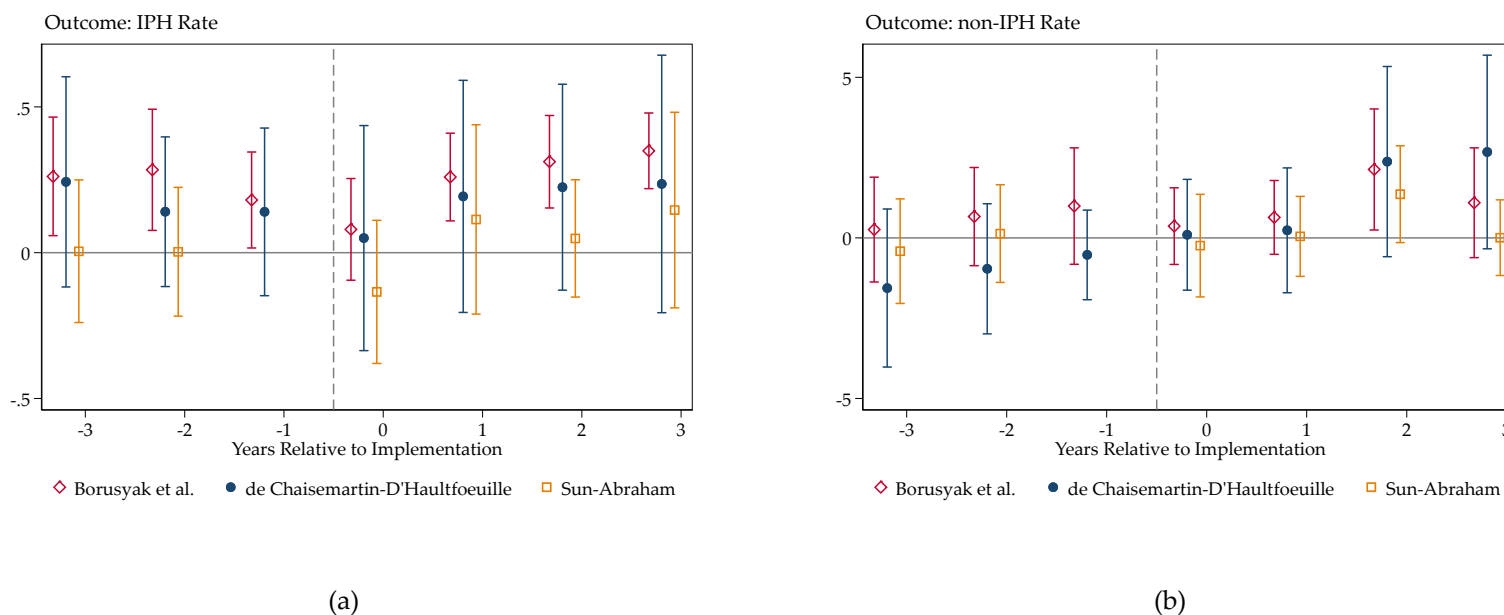 Outcome: IPH Rate
.5
0
-.5
-3 -2 -1 0 1 2 3
Years Relative to Implementation
Borusyak et al. de Chaisemartin-D'Haultfoeuille Sun-Abraham
(a)
Outcome: non-IPH Rate
5
0
-5
-3 -2 -1 0 1 2 3
Years Relative to Implementation
Borusyak et al. de Chaisemartin-D'Haultfoeuille Sun-Abraham
(b)